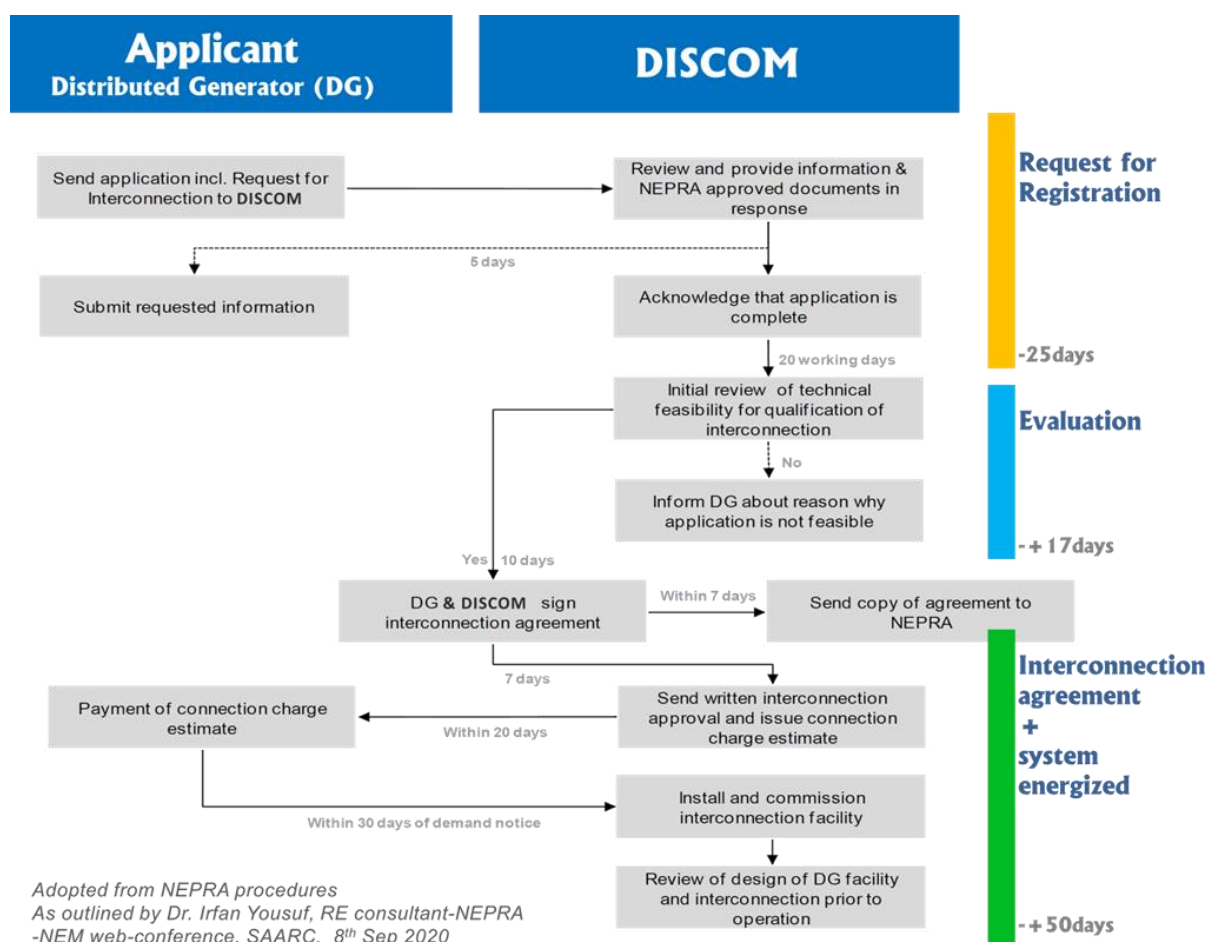 Applicant
Distributed Generator (DG)
DISCOM
Request for
Registration
Send application incl. Request for
Interconnection to DISCOM
Review and provide information &
NEPRA approved documents in
response
5 days
Submit requested information
Acknowledge that application is
complete
20 working days
-25days
Initial review of technical
feasibility for qualification of
interconnection
Evaluation
No
Inform DG about reason why
application is not feasible
Yes
10 days
-+ 17days
DG & DISCOM sign
interconnection agreement
Within 7 days
Send copy of agreement to
NEPRA
7 days
Interconnection
agreement
+
system
energized
Payment of connection charge
estimate
Within 20 days
Send written interconnection
approval and issue connection
charge estimate
Within 30 days of demand notice
Install and commission
interconnection facility
Review of design of DG facility
and interconnection prior to
operation
-+50days
Adopted from NEPRA procedures
As outlined by Dr. Irfan Yousuf, RE consultant-NEPRA
-NEM web-conference, SAARC, 8th Sep 2020